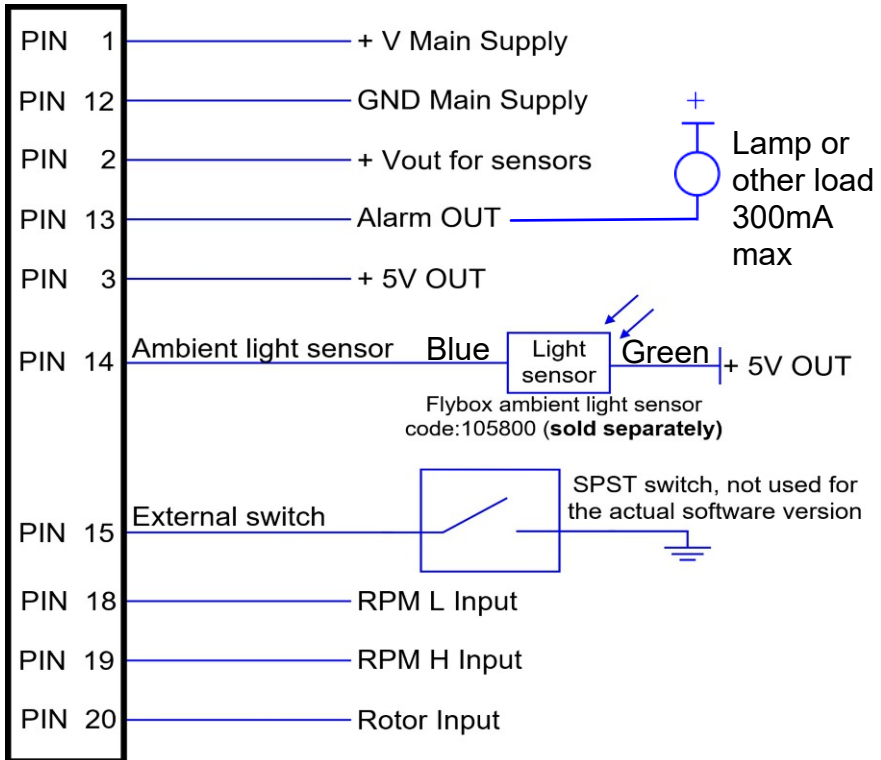 PIN 1 + V Main Supply
PIN 12 GND Main Supply
+
PIN 2 + Vout for sensors
Lamp or
other load
300mA
max
PIN 13 Alarm OUT
PIN 3 + 5V OUT
PIN 14 Ambient light sensor Blue Light sensor Green + 5V OUT
Flybox ambient light sensor
code:105800 (sold separately)
SPST switch, not used for
the actual software version
PIN 15 External switch
PIN 18 RPM L Input
PIN 19 RPM H Input
PIN 20 Rotor Input